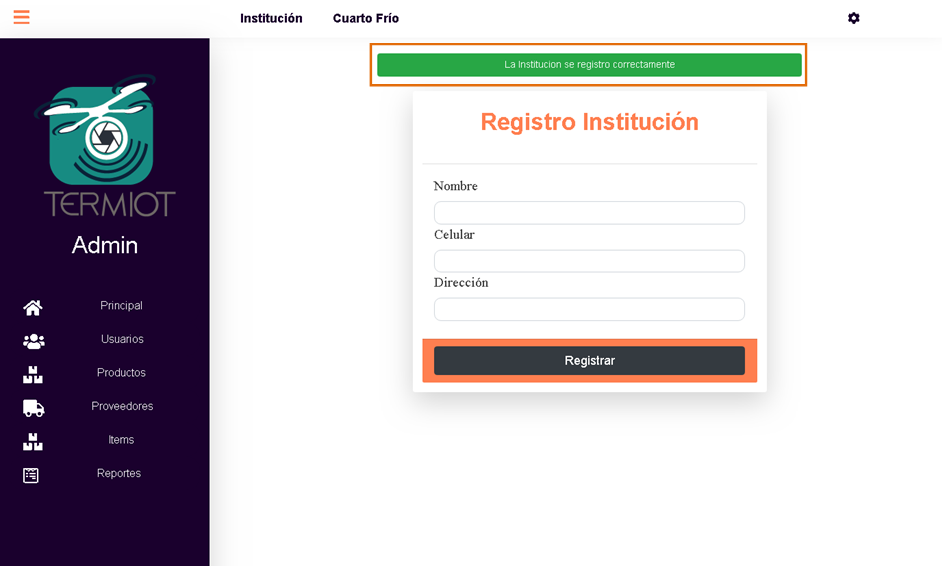 Institución Cuarto Frío
La Institucion se registro correctamente
TERMIOT
Admin
Principal
Usuarios
Productos
Proveedores
Items
Reportes
Registro Institución
Nombre
Celular
Dirección
Registrar